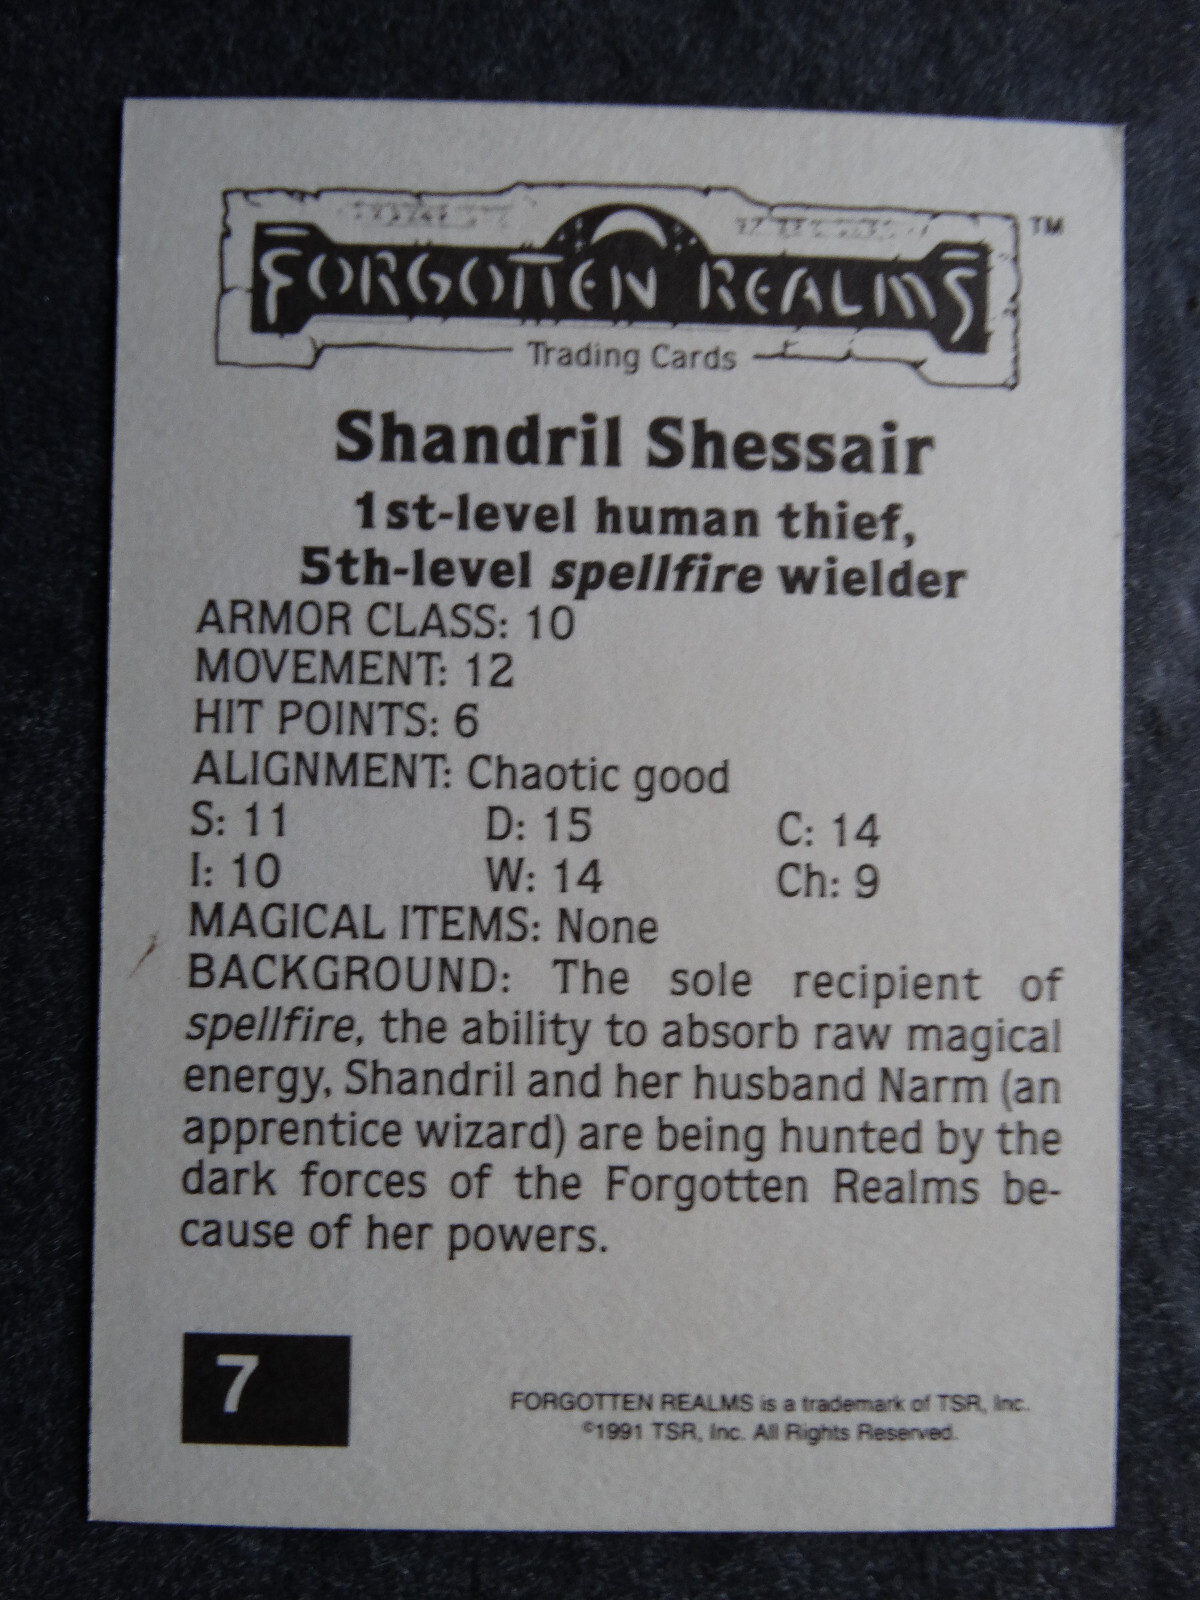 FORGOTTEN REALMS TM
Trading Cards
Shandril Shessair
1st-level human thief,
5th-level spellfire wielder
ARMOR CLASS: 10
MOVEMENT: 12
HIT POINTS: 6
ALIGNMENT: Chaotic good
S: 11 D: 15 C: 14
I: 10 W: 14 Ch: 9
MAGICAL ITEMS: None
BACKGROUND: The sole recipient of
spellfire, the ability to absorb raw magical
energy, Shandril and her husband Narm (an
apprentice wizard) are being hunted by the
dark forces of the Forgotten Realms be-
cause of her powers.
7
FORGOTTEN REALMS is a trademark of TSR, Inc.
©1991 TSR, Inc. All Rights Reserved.